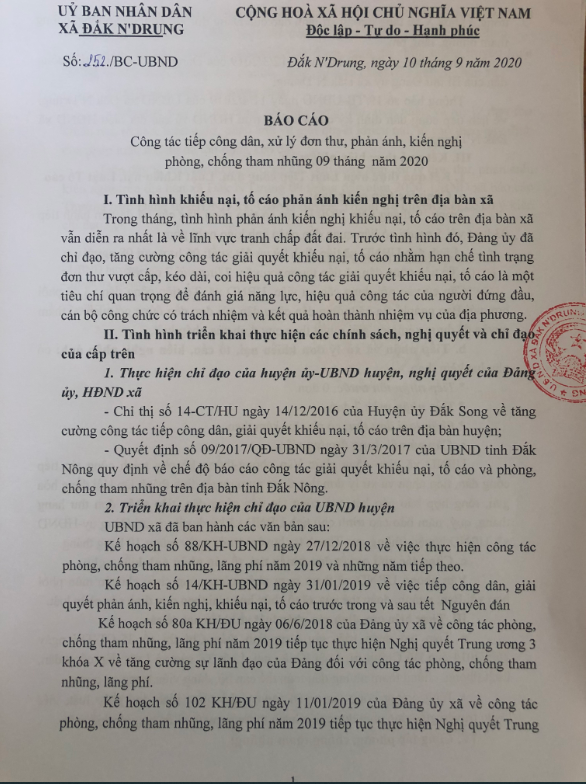 UỶ BAN NHÂN DÂN
XÃ ĐẮK N'DRUNG
CỘNG HOÀ XÃ HỘI CHỦ NGHĨA VIỆT NAM
Độc lập - Tự do - Hạnh phúc
Số: 252./BC-UBND
Đắk N'Drung, ngày 10 tháng 9 năm 2020
BÁO CÁO
Công tác tiếp công dân, xử lý đơn thư, phản ánh, kiến nghị
phòng, chống tham nhũng 09 tháng năm 2020
I. Tình hình khiếu nại, tố cáo phản ánh kiến nghị trên địa bàn xã
Trong tháng, tình hình phản ánh kiến nghị khiếu nại, tố cáo trên địa bàn xã
vẫn diễn ra nhất là về lĩnh vực tranh chấp đất đai. Trước tình hình đó, Đảng ủy đã
chỉ đạo, tăng cường công tác giải quyết khiếu nại, tố cáo nhằm hạn chế tình trạng
đơn thư vượt cấp, kéo dài, coi hiệu quả công tác giải quyết khiếu nại, tố cáo là một
tiêu chí quan trọng để đánh giá năng lực, hiệu quả công tác của người đứng đầu,
cán bộ công chức có trách nhiệm và kết quả hoàn thành nhiệm vụ của địa phương.
II. Tình hình triển khai thực hiện các chính sách, nghị quyết và chỉ đạo
của cấp trên
1. Thực hiện chỉ đạo của huyện ủy-UBND huyện, nghị quyết của Đảng
ủy, HĐND xã
- Chỉ thị số 14-CT/HU ngày 14/12/2016 của Huyện ủy Đắk Song về tăng
cường công tác tiếp công dân, giải quyết khiếu nại, tố cáo trên địa bàn huyện;
- Quyết định số 09/2017/QĐ-UBND ngày 31/3/2017 của UBND tỉnh Đắk
Nông quy định về chế độ báo cáo công tác giải quyết khiếu nại, tố cáo và phòng,
chống tham nhũng trên địa bàn tỉnh Đắk Nông.
2. Triển khai thực hiện chỉ đạo của UBND huyện
UBND xã đã ban hành các văn bản sau:
Kế hoạch số 88/KH-UBND ngày 27/12/2018 về việc thực hiện công tác
phòng, chống tham nhũng, lãng phí năm 2019 và những năm tiếp theo.
Kế hoạch số 14/KH-UBND ngày 31/01/2019 về việc tiếp công dân, giải
quyết phản ánh, kiến nghị, khiếu nại, tố cáo trước trong và sau tết Nguyên đán
Kế hoạch số 80a KH/ĐU ngày 06/6/2018 của Đảng ủy xã về công tác phòng,
chống tham nhũng, lãng phí năm 2019 tiếp tục thực hiện Nghị quyết Trung ương 3
khóa X về tăng cường sự lãnh đạo của Đảng đối với công tác phòng, chống tham
nhũng, lãng phí.
Kế hoạch số 102 KH/ĐU ngày 11/01/2019 của Đảng ủy xã về công tác
phòng, chống tham nhũng, lãng phí năm 2019 tiếp tục thực hiện Nghị quyết Trung
1